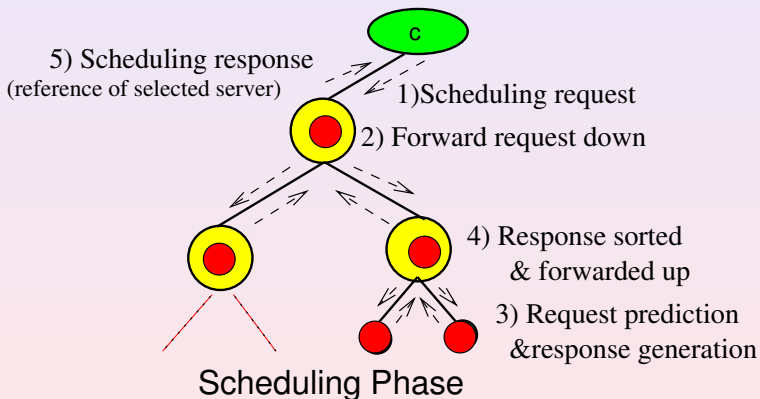 c
5) Scheduling response
(reference of selected server)
1)Scheduling request
2) Forward request down
4) Response sorted
& forwarded up
3) Request prediction
&response generation
Scheduling Phase